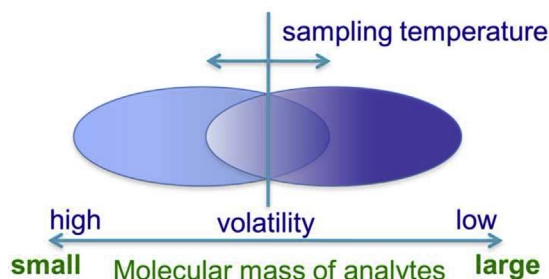 sampling temperature
high volatility low
small Molecular mass of analytes large